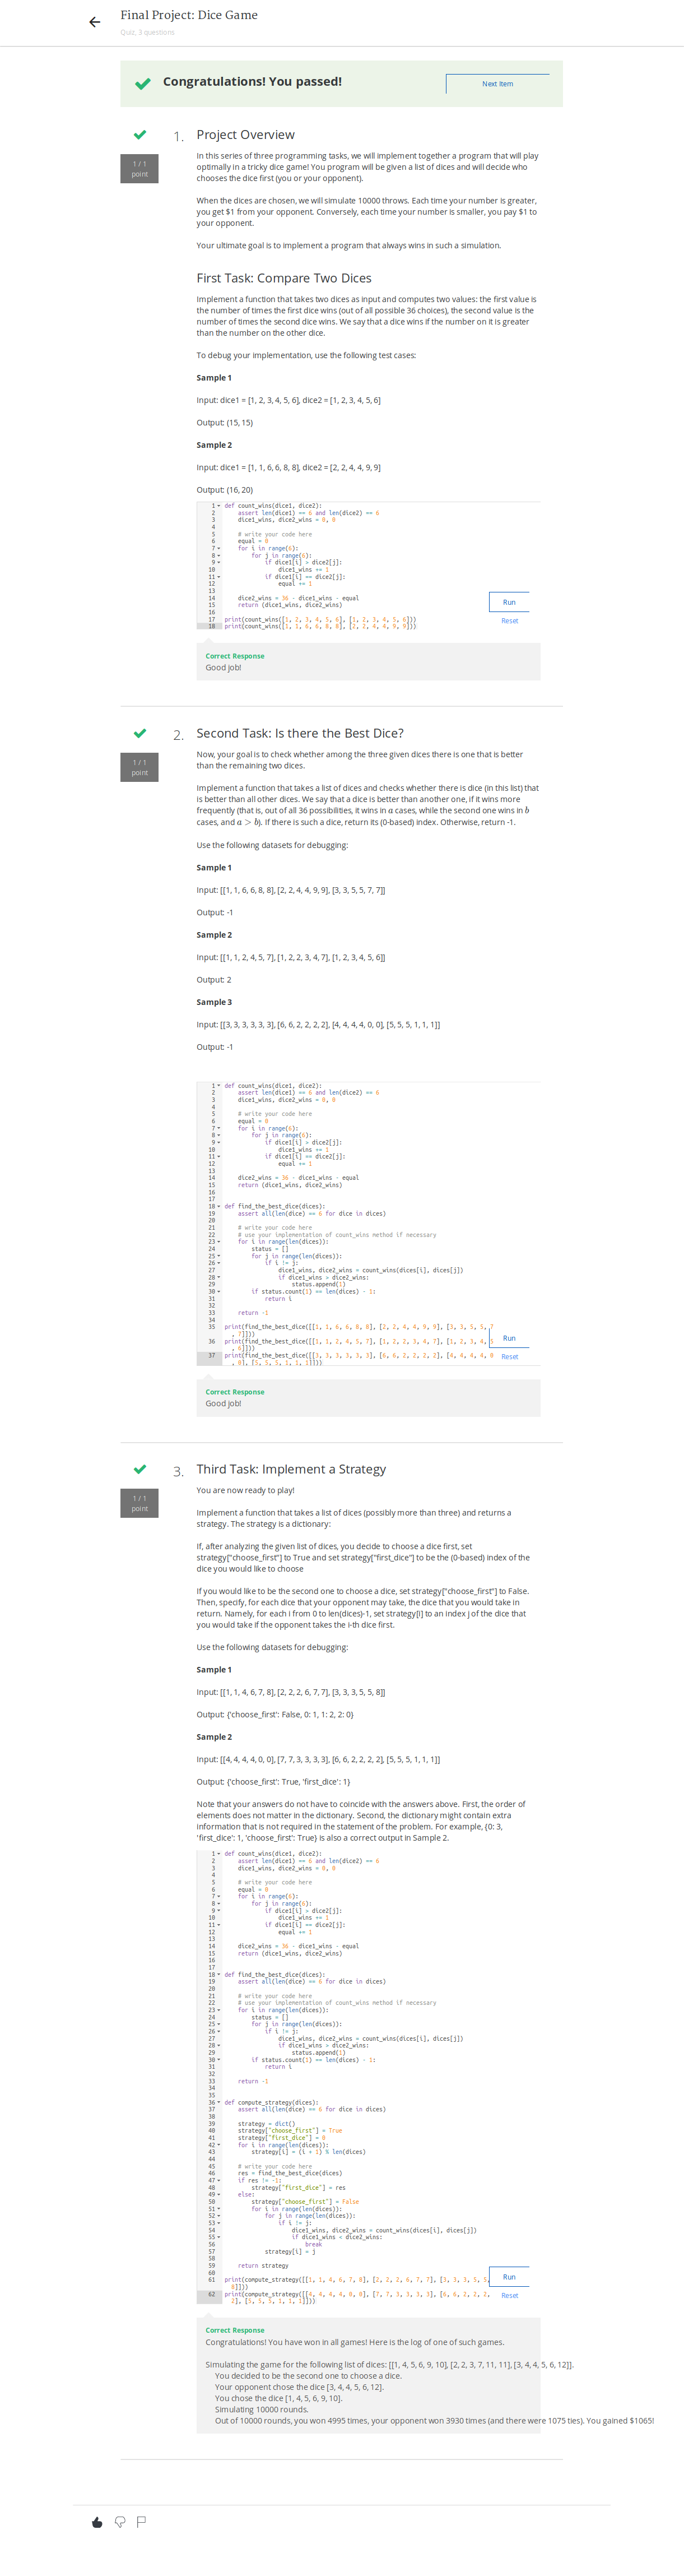 Final Project: Dice Game
Quiz, 3 questions
Congratulations! You passed!
Next Item
1 / 1
point
1.
Project Overview
In this series of three programming tasks, we will implement together a program that will play
optimally in a tricky dice game! You program will be given a list of dices and will decide who
chooses the dice first (you or your opponent).
When the dices are chosen, we will simulate 10000 throws. Each time your number is greater,
you get $1 from your opponent. Conversely, each time your number is smaller, you pay $1 to
your opponent.
Your ultimate goal is to implement a program that always wins in such a simulation.
First Task: Compare Two Dices
Implement a function that takes two dices as input and computes two values: the first value is
the number of times the first dice wins (out of all possible 36 choices), the second value is the
number of times the second dice wins. We say that a dice wins if the number on it is greater
than the number on the other dice.
To debug your implementation, use the following test cases:
Sample 1
Input: dice1 = [1, 2, 3, 4, 5, 6], dice2 = [1, 2, 3, 4, 5, 6]
Output: (15, 15)
Sample 2
Input: dice1 = [1, 1, 6, 6, 8, 8], dice2 = [2, 2, 4, 4, 9, 9]
Output: (16, 20)
1 def count_wins(dice1, dice2):
2 assert len(dice1) == 6 and len(dice2) == 6
3 dice1_wins, dice2_wins = 0, 0
4
5 # write your code here
6 equal = 0
7 for i in range(6):
8 for j in range(6):
9 if dice1[i] > dice2[j]:
10 dice1_wins += 1
11 if dice1[i] == dice2[j]:
12 equal += 1
13
14 dice2_wins = 36 - dice1_wins - equal
15 return (dice1_wins, dice2_wins)
16
17 print(count_wins([1, 2, 3, 4, 5, 6], [1, 2, 3, 4, 5, 6]))
18 print(count_wins([1, 1, 6, 6, 8, 8], [2, 2, 4, 4, 9, 9]))
Run
Reset
Correct Response
Good job!
1 / 1
point
2.
Second Task: Is there the Best Dice?
Now, your goal is to check whether among the three given dices there is one that is better
than the remaining two dices.
Implement a function that takes a list of dices and checks whether there is dice (in this list) that
is better than all other dices. We say that a dice is better than another one, if it wins more
frequently (that is, out of all 36 possibilities, it wins in a cases, while the second one wins in b
cases, and a > b). If there is such a dice, return its (0-based) index. Otherwise, return -1.
Use the following datasets for debugging:
Sample 1
Input: [[1, 1, 6, 6, 8, 8], [2, 2, 4, 4, 9, 9], [3, 3, 5, 5, 7, 7]]
Output: -1
Sample 2
Input: [[1, 1, 2, 4, 5, 7], [1, 2, 2, 3, 4, 7], [1, 2, 3, 4, 5, 6]]
Output: 2
Sample 3
Input: [[3, 3, 3, 3, 3, 3], [6, 6, 2, 2, 2, 2], [4, 4, 4, 4, 0, 0], [5, 5, 5, 1, 1, 1]]
Output: -1
1 def count_wins(dice1, dice2):
2 assert len(dice1) == 6 and len(dice2) == 6
3 dice1_wins, dice2_wins = 0, 0
4
5 # write your code here
6 equal = 0
7 for i in range(6):
8 for j in range(6):
9 if dice1[i] > dice2[j]:
10 dice1_wins += 1
11 if dice1[i] == dice2[j]:
12 equal += 1
13
14 dice2_wins = 36 - dice1_wins - equal
15 return (dice1_wins, dice2_wins)
16
17
18 def find_the_best_dice(dices):
19 assert all(len(dice) == 6 for dice in dices)
20
21 # write your code here
22 # use your implementation of count_wins method if necessary
23 for i in range(len(dices)):
24 status = []
25 for j in range(len(dices)):
26 if i != j:
27 dice1_wins, dice2_wins = count_wins(dices[i], dices[j])
28 if dice1_wins > dice2_wins:
29 status.append(1)
30 if status.count(1) == len(dices) - 1:
31 return i
32
33 return -1
34
35 print(find_the_best_dice([[1, 1, 6, 6, 8, 8], [2, 2, 4, 4, 9, 9], [3, 3, 5, 5, 7
, 7]]))
36 print(find_the_best_dice([[1, 1, 2, 4, 5, 7], [1, 2, 2, 3, 4, 7], [1, 2, 3, 4, 5
, 6]]))
37 print(find_the_best_dice([[3, 3, 3, 3, 3, 3], [6, 6, 2, 2, 2, 2], [4, 4, 4, 4, 0
, 0], [5, 5, 5, 1, 1, 1]]))
Run
Reset
Correct Response
Good job!
1 / 1
point
3.
Third Task: Implement a Strategy
You are now ready to play!
Implement a function that takes a list of dices (possibly more than three) and returns a
strategy. The strategy is a dictionary:
If, after analyzing the given list of dices, you decide to choose a dice first, set
strategy["choose_first"] to True and set strategy["first_dice"] to be the (0-based) index of the
dice you would like to choose
If you would like to be the second one to choose a dice, set strategy["choose_first"] to False.
Then, specify, for each dice that your opponent may take, the dice that you would take in
return. Namely, for each i from 0 to len(dices)-1, set strategy[i] to an index j of the dice that
you would take if the opponent takes the i-th dice first.
Use the following datasets for debugging:
Sample 1
Input: [[1, 1, 4, 6, 7, 8], [2, 2, 2, 6, 7, 7], [3, 3, 3, 5, 5, 8]]
Output: {'choose_first': False, 0: 1, 1: 2, 2: 0}
Sample 2
Input: [[4, 4, 4, 4, 0, 0], [7, 7, 3, 3, 3, 3], [6, 6, 2, 2, 2, 2], [5, 5, 5, 1, 1, 1]]
Output: {'choose_first': True, 'first_dice': 1}
Note that your answers do not have to coincide with the answers above. First, the order of
elements does not matter in the dictionary. Second, the dictionary might contain extra
information that is not required in the statement of the problem. For example, {0: 3,
'first_dice': 1, 'choose_first': True} is also a correct output in Sample 2.
1 def count_wins(dice1, dice2):
2 assert len(dice1) == 6 and len(dice2) == 6
3 dice1_wins, dice2_wins = 0, 0
4
5 # write your code here
6 equal = 0
7 for i in range(6):
8 for j in range(6):
9 if dice1[i] > dice2[j]:
10 dice1_wins += 1
11 if dice1[i] == dice2[j]:
12 equal += 1
13
14 dice2_wins = 36 - dice1_wins - equal
15 return (dice1_wins, dice2_wins)
16
17
18 def find_the_best_dice(dices):
19 assert all(len(dice) == 6 for dice in dices)
20
21 # write your code here
22 # use your implementation of count_wins method if necessary
23 for i in range(len(dices)):
24 status = []
25 for j in range(len(dices)):
26 if i != j:
27 dice1_wins, dice2_wins = count_wins(dices[i], dices[j])
28 if dice1_wins > dice2_wins:
29 status.append(1)
30 if status.count(1) == len(dices) - 1:
31 return i
32
33 return -1
34
35
36 def compute_strategy(dices):
37 assert all(len(dice) == 6 for dice in dices)
38
39 strategy = dict()
40 strategy["choose_first"] = True
41 strategy["first_dice"] = 0
42 for i in range(len(dices)):
43 strategy[i] = (i + 1) % len(dices)
44
45 # write your code here
46 res = find_the_best_dice(dices)
47 if res != -1:
48 strategy["first_dice"] = res
49 else:
50 strategy["choose_first"] = False
51 for i in range(len(dices)):
52 for j in range(len(dices)):
53 if i != j:
54 dice1_wins, dice2_wins = count_wins(dices[i], dices[j])
55 if dice1_wins < dice2_wins:
56 break
57 strategy[i] = j
58
59 return strategy
60
61 print(compute_strategy([[1, 1, 4, 6, 7, 8], [2, 2, 2, 6, 7, 7], [3, 3, 3, 5, 5,
8]]))
62 print(compute_strategy([[4, 4, 4, 4, 0, 0], [7, 7, 3, 3, 3, 3], [6, 6, 2, 2, 2,
2], [5, 5, 5, 1, 1, 1]]))
Run
Reset
Correct Response
Congratulations! You have won in all games! Here is the log of one of such games.
Simulating the game for the following list of dices: [[1, 4, 5, 6, 9, 10], [2, 2, 3, 7, 11, 11], [3, 4, 4, 5, 6, 12]].
You decided to be the second one to choose a dice.
Your opponent chose the dice [3, 4, 4, 5, 6, 12].
You chose the dice [1, 4, 5, 6, 9, 10].
Simulating 10000 rounds.
Out of 10000 rounds, you won 4995 times, your opponent won 3930 times (and there were 1075 ties). You gained $1065!